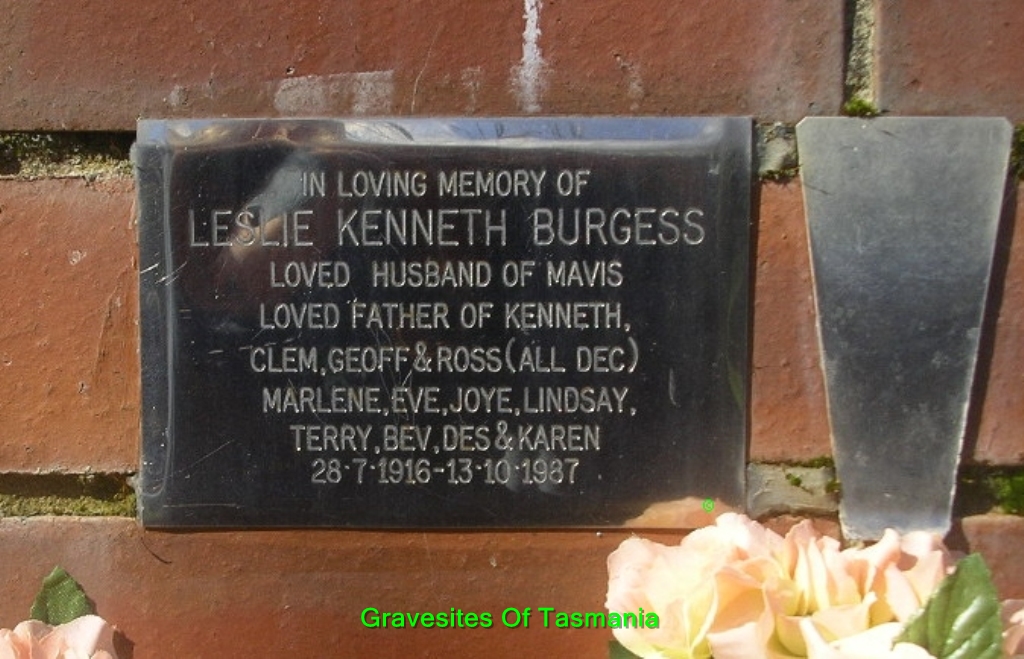 IN LOVING MEMORY OF
LESLIE KENNETH BURGESS
LOVED HUSBAND OF MAVIS
LOVED FATHER OF KENNETH,
CLEM, GEOFF & ROSS (ALL DEC)
MARLENE, EVE, JOYE, LINDSAY,
TERRY, BEV, DES & KAREN
28·7·1916-13·10·1987
©
Gravesites Of Tasmania